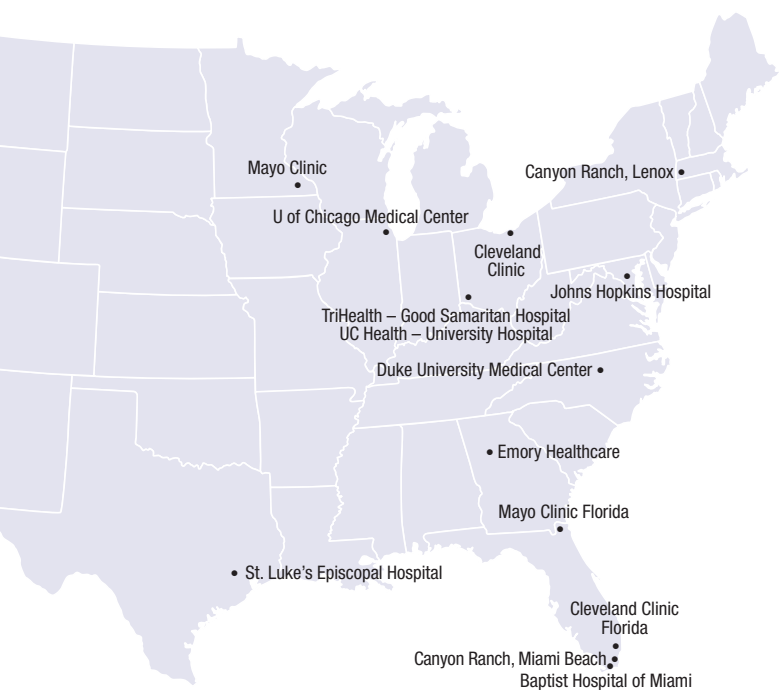 Mayo Clinic
Canyon Ranch, Lenox
U of Chicago Medical Center
Cleveland
Clinic
Johns Hopkins Hospital
TriHealth – Good Samaritan Hospital
UC Health – University Hospital
Duke University Medical Center
Emory Healthcare
Mayo Clinic Florida
St. Luke's Episcopal Hospital
Cleveland Clinic
Florida
Canyon Ranch, Miami Beach
Baptist Hospital of Miami